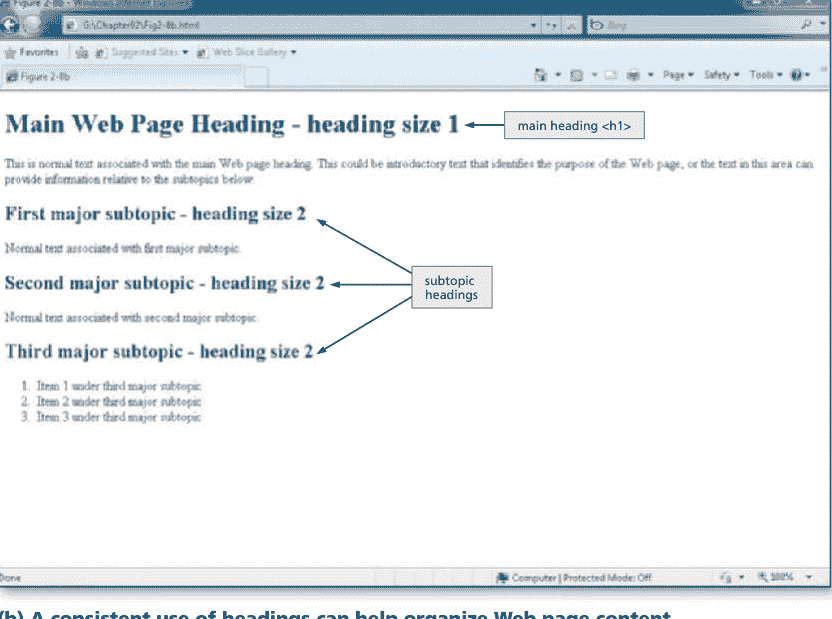 G:\Chapter02\Fig2-8b.html
Bing
Favorites Suggested Sites Web Slice Gallery
Figure 2-8b Page Safety Tools
Main Web Page Heading - heading size 1 main heading <h1>
This is normal text associated with the main Web page heading. This could be introductory text that identifies the purpose of the Web page, or the text in this area can
provide information relative to the subtopics below.
First major subtopic - heading size 2
Normal text associated with first major subtopic.
Second major subtopic - heading size 2
subtopic
headings
Normal text associated with second major subtopic.
Third major subtopic - heading size 2
1. Item 1 under third major subtopic
2. Item 2 under third major subtopic
3. Item 3 under third major subtopic
Done Computer | Protected Mode: Off 100%
(b) A consistent use of headings can help organize Web page content